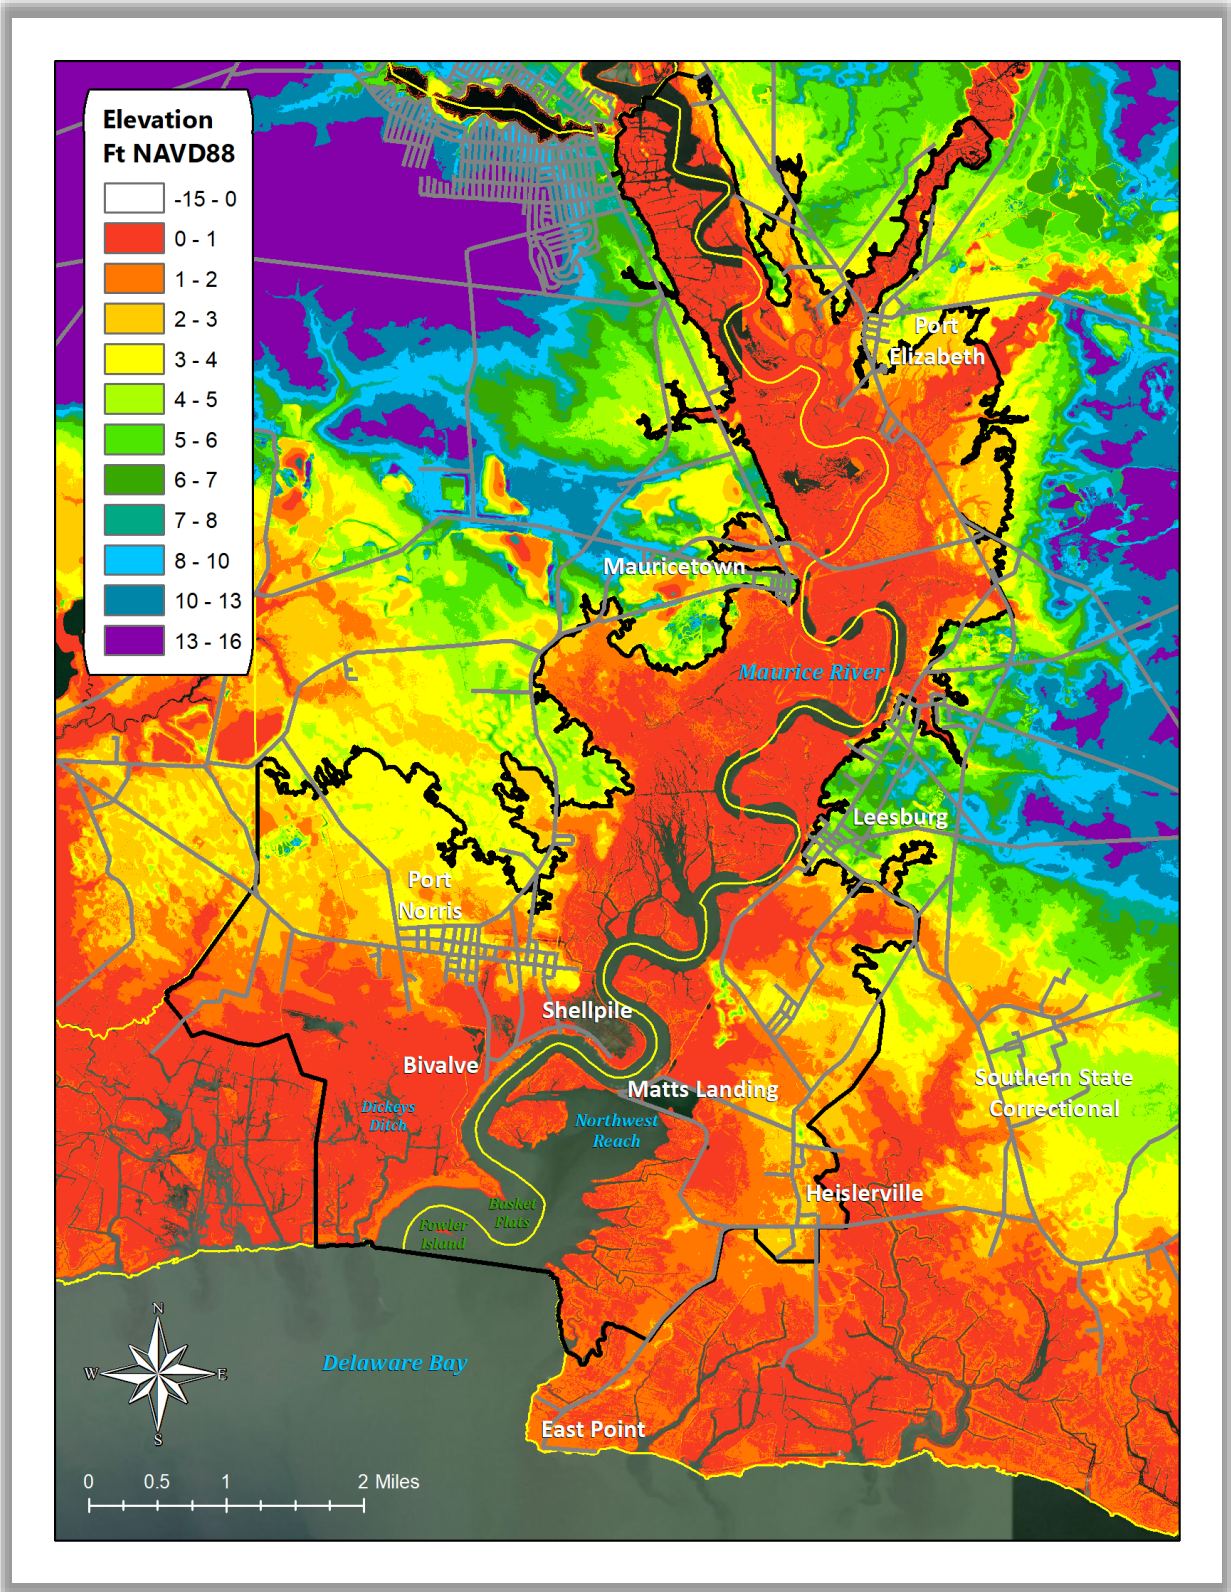 Elevation
Ft NAVD88
-15 - 0
0 - 1
1 - 2
2 - 3
3 - 4
4 - 5
5 - 6
6 - 7
7 - 8
8 - 10
10 - 13
13 - 16
Port
Elizabeth
Mauricetown
Maurice River
Leesburg
Port
Norris
Shellpile
Bivalve
Matts Landing
Southern State
Correctional
Dickeys
Ditch
Northwest
Reach
Heislerville
Basket
Flats
Fowler
Island
Delaware Bay
East Point
N
W
E
S
0 0.5 1 2 Miles